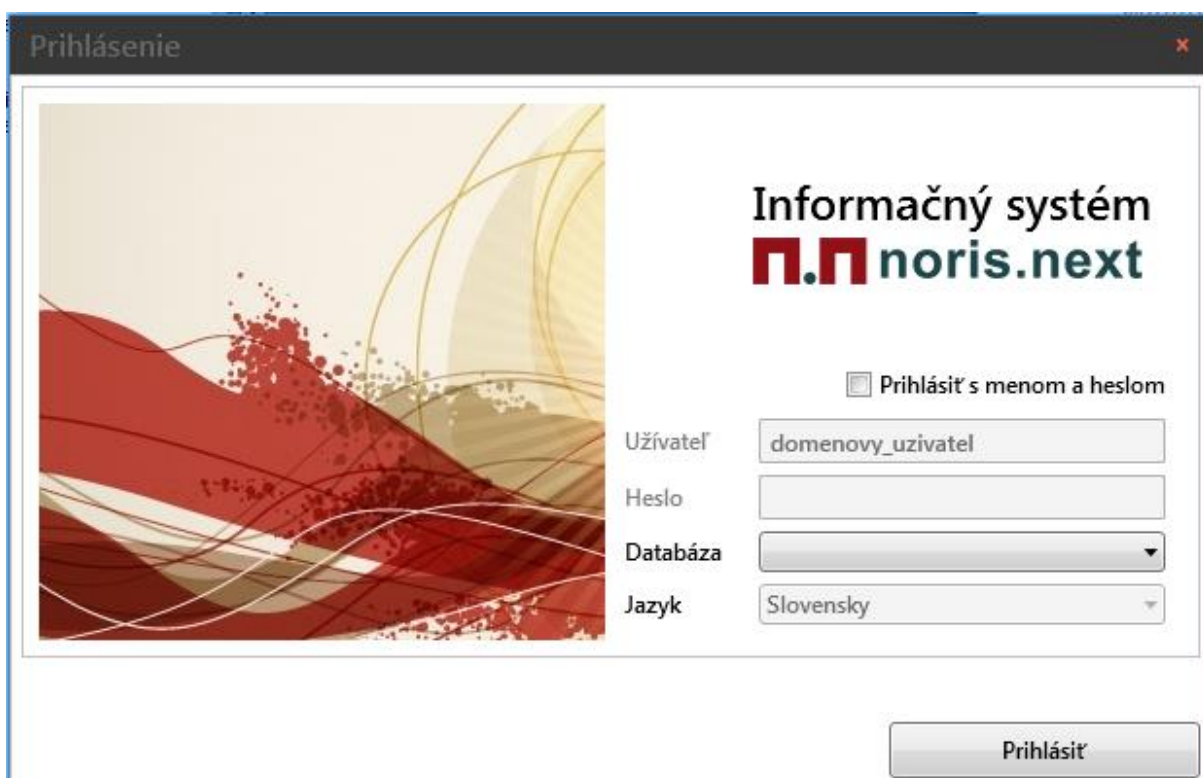 Prihlásenie
Informačný systém
n.n noris.next
Prihlásiť s menom a heslom
Užívateľ domenovy_uzivatel
Heslo
Databáza
Jazyk Slovensky
Prihlásiť